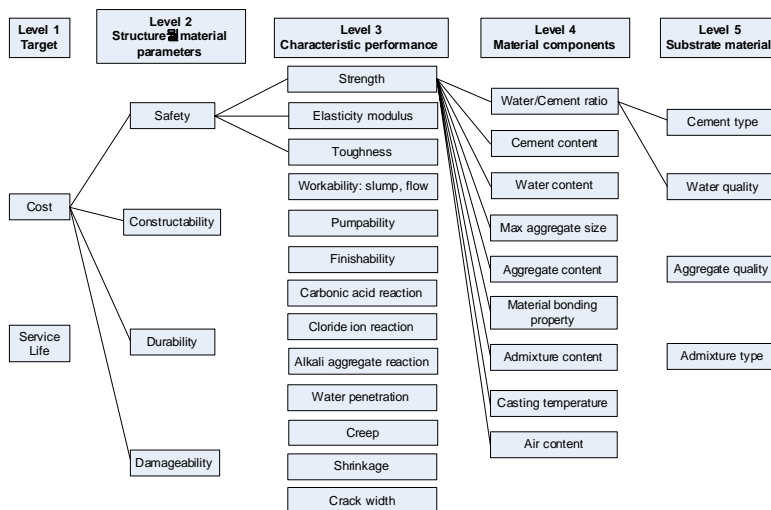 Level 1
Target
Level 2
Structure 및 material
parameters
Level 3
Characteristic performance
Level 4
Material components
Level 5
Substrate material
Cost
Service
Life
Safety
Constructability
Durability
Damageability
Strength
Elasticity modulus
Toughness
Workability: slump, flow
Pumpability
Finishability
Carbonic acid reaction
Cloride ion reaction
Alkali aggregate reaction
Water penetration
Creep
Shrinkage
Crack width
Water/Cement ratio
Cement content
Water content
Max aggregate size
Aggregate content
Material bonding
property
Admixture content
Casting temperature
Air content
Cement type
Water quality
Aggregate quality
Admixture type